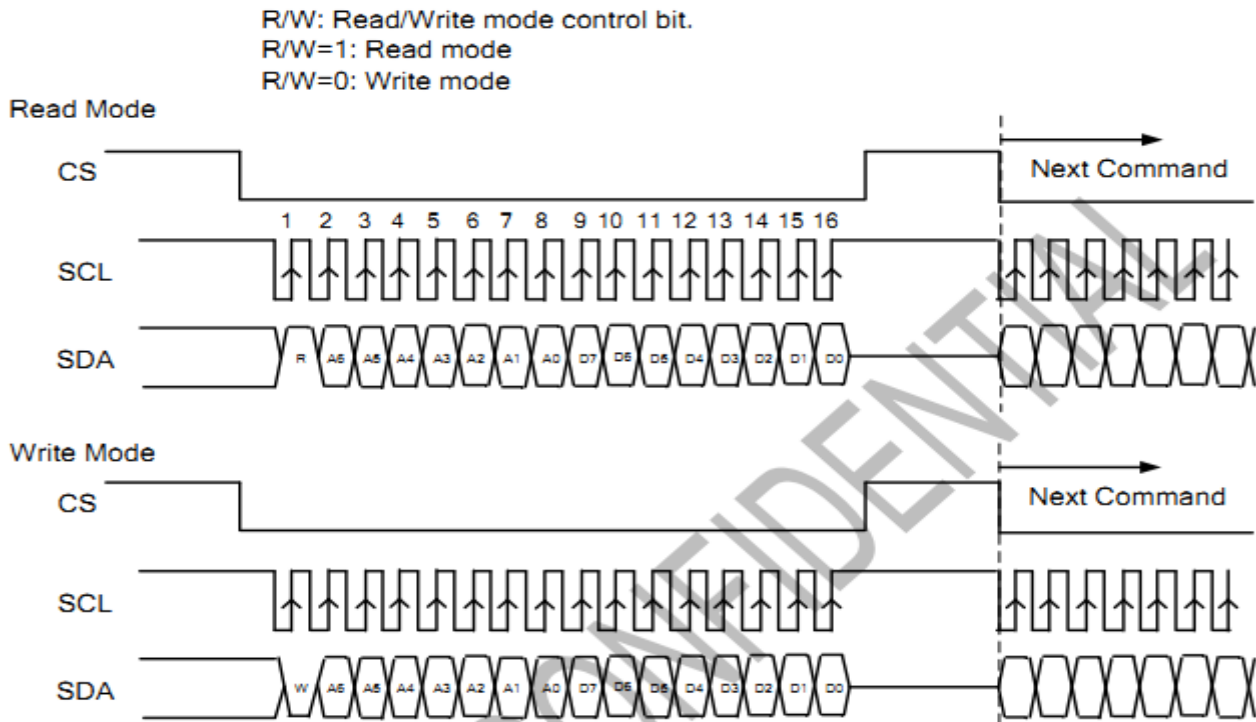 R/W: Read/Write mode control bit.
R/W=1: Read mode
R/W=0: Write mode
Read Mode
CS
Next Command
1 2 3 4 5 6 7 8 9 10 11 12 13 14 15 16
SCL
SDA
R A6 A5 A4 A3 A2 A1 A0 D7 D6 D5 D4 D3 D2 D1 D0
Write Mode
CS
Next Command
SCL
SDA
W A6 A5 A4 A3 A2 A1 A0 D7 D6 D5 D4 D3 D2 D1 D0
CONFIDENTIAL